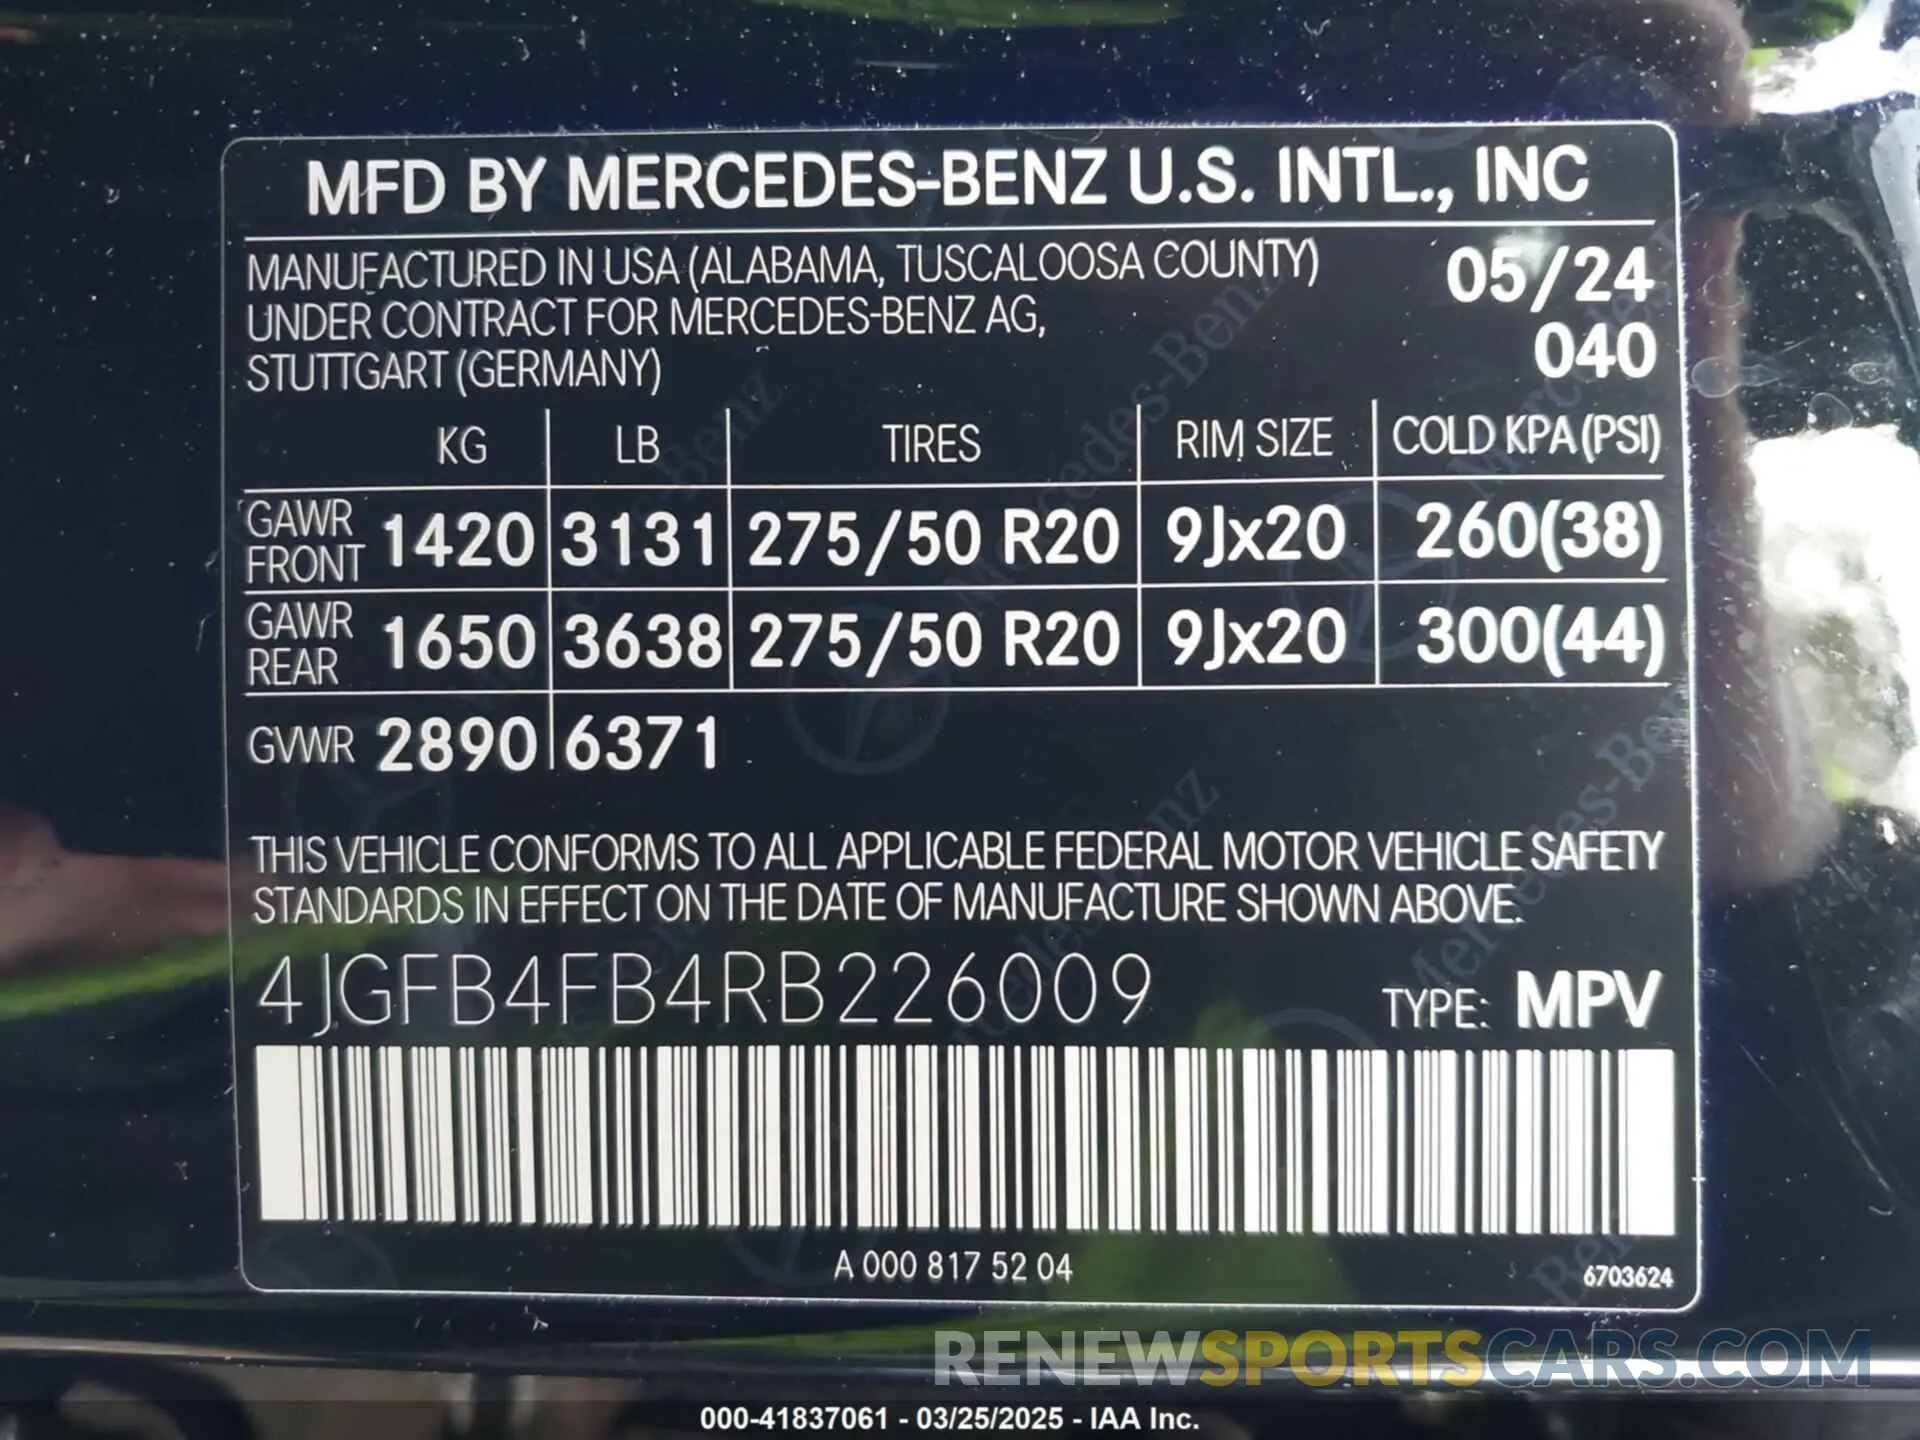 MFD BY MERCEDES-BENZ U.S. INTL., INC
MANUFACTURED IN USA (ALABAMA, TUSCALOOSA COUNTY) 05/24
UNDER CONTRACT FOR MERCEDES-BENZ AG, 040
STUTTGART (GERMANY)
KG LB TIRES RIM SIZE COLD KPA (PSI)
GAWR FRONT 1420 3131 275/50 R20 9Jx20 260(38)
GAWR REAR 1650 3638 275/50 R20 9Jx20 300(44)
GVWR 2890 6371
THIS VEHICLE CONFORMS TO ALL APPLICABLE FEDERAL MOTOR VEHICLE SAFETY
STANDARDS IN EFFECT ON THE DATE OF MANUFACTURE SHOWN ABOVE.
4JGFB4FB4RB226009 TYPE: MPV
A 000 817 52 04 6703624
RENEWSPORTSCARS.COM
000-41837061 - 03/25/2025 - IAA Inc.